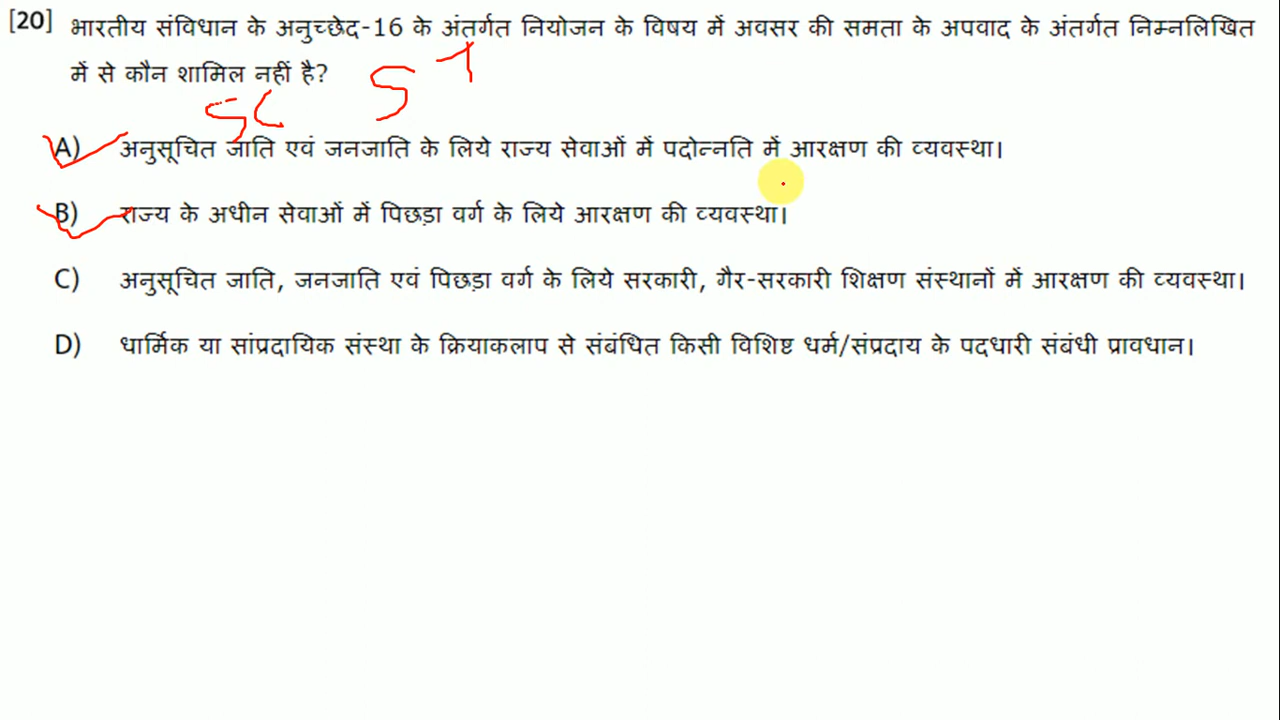 [20] भारतीय संविधान के अनुच्छेद-16 के अंतर्गत नियोजन के विषय में अवसर की समता के अपवाद के अंतर्गत निम्नलिखित
में से कौन शामिल नहीं है?
SC ST
A) अनुसूचित जाति एवं जनजाति के लिये राज्य सेवाओं में पदोन्नति में आरक्षण की व्यवस्था।
B) राज्य के अधीन सेवाओं में पिछड़ा वर्ग के लिये आरक्षण की व्यवस्था।
C) अनुसूचित जाति, जनजाति एवं पिछड़ा वर्ग के लिये सरकारी, गैर-सरकारी शिक्षण संस्थानों में आरक्षण की व्यवस्था।
D) धार्मिक या सांप्रदायिक संस्था के क्रियाकलाप से संबंधित किसी विशिष्ट धर्म/संप्रदाय के पदधारी संबंधी प्रावधान।